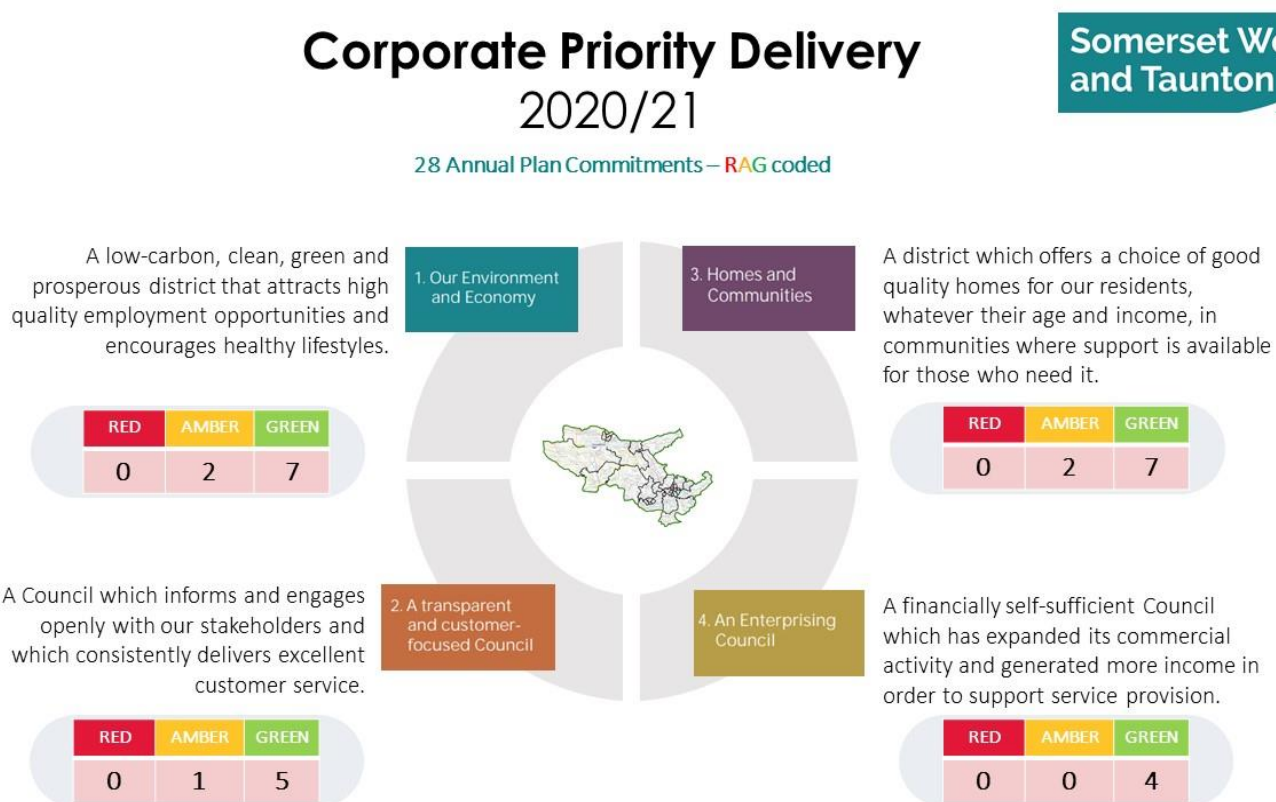 Corporate Priority Delivery
2020/21
28 Annual Plan Commitments – RAG coded
Somerset
and Taunton
A low-carbon, clean, green and
prosperous district that attracts high
quality employment opportunities and
encourages healthy lifestyles.
1. Our Environment
and Economy
RED AMBER GREEN
0 2 7
3. Homes and
Communities
A district which offers a choice of good
quality homes for our residents,
whatever their age and income, in
communities where support is available
for those who need it.
RED AMBER GREEN
0 2 7
A Council which informs and engages
openly with our stakeholders and
which consistently delivers excellent
customer service.
2. A transparent
and customer-
focused Council
RED AMBER GREEN
0 1 5
4. An Enterprising
Council
A financially self-sufficient Council
which has expanded its commercial
activity and generated more income in
order to support service provision.
RED AMBER GREEN
0 0 4